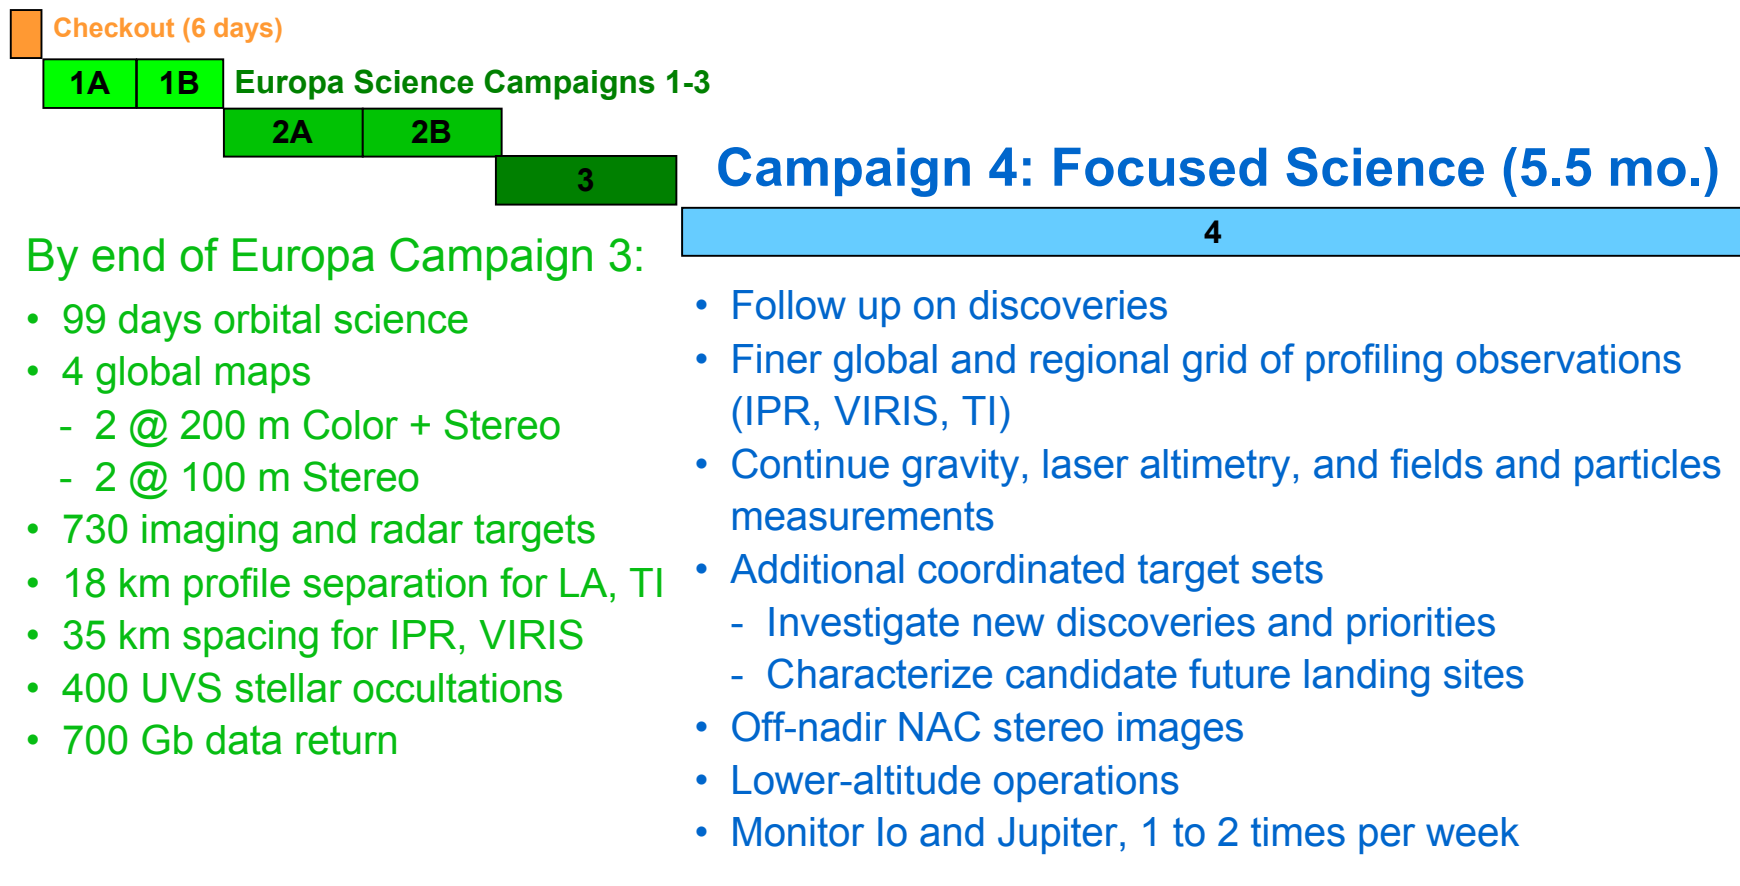 Checkout (6 days)
1A 1B Europa Science Campaigns 1-3
2A 2B
3
Campaign 4: Focused Science (5.5 mo.)
4
By end of Europa Campaign 3:
• 99 days orbital science
• 4 global maps
- 2 @ 200 m Color + Stereo
- 2 @ 100 m Stereo
• 730 imaging and radar targets
• 18 km profile separation for LA, TI
• 35 km spacing for IPR, VIRIS
• 400 UVS stellar occultations
• 700 Gb data return
• Follow up on discoveries
• Finer global and regional grid of profiling observations
(IPR, VIRIS, TI)
• Continue gravity, laser altimetry, and fields and particles
measurements
• Additional coordinated target sets
- Investigate new discoveries and priorities
- Characterize candidate future landing sites
• Off-nadir NAC stereo images
• Lower-altitude operations
• Monitor Io and Jupiter, 1 to 2 times per week